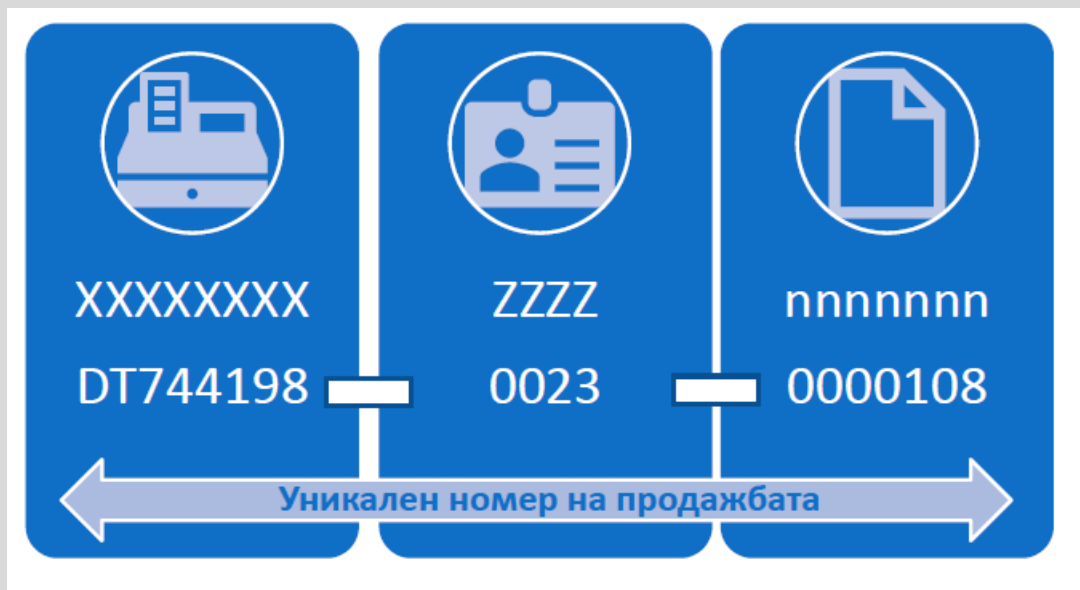 XXXXXXXX
DT744198
ZZZZ
0023
nnnnnnn
0000108
Уникален номер на продажбата